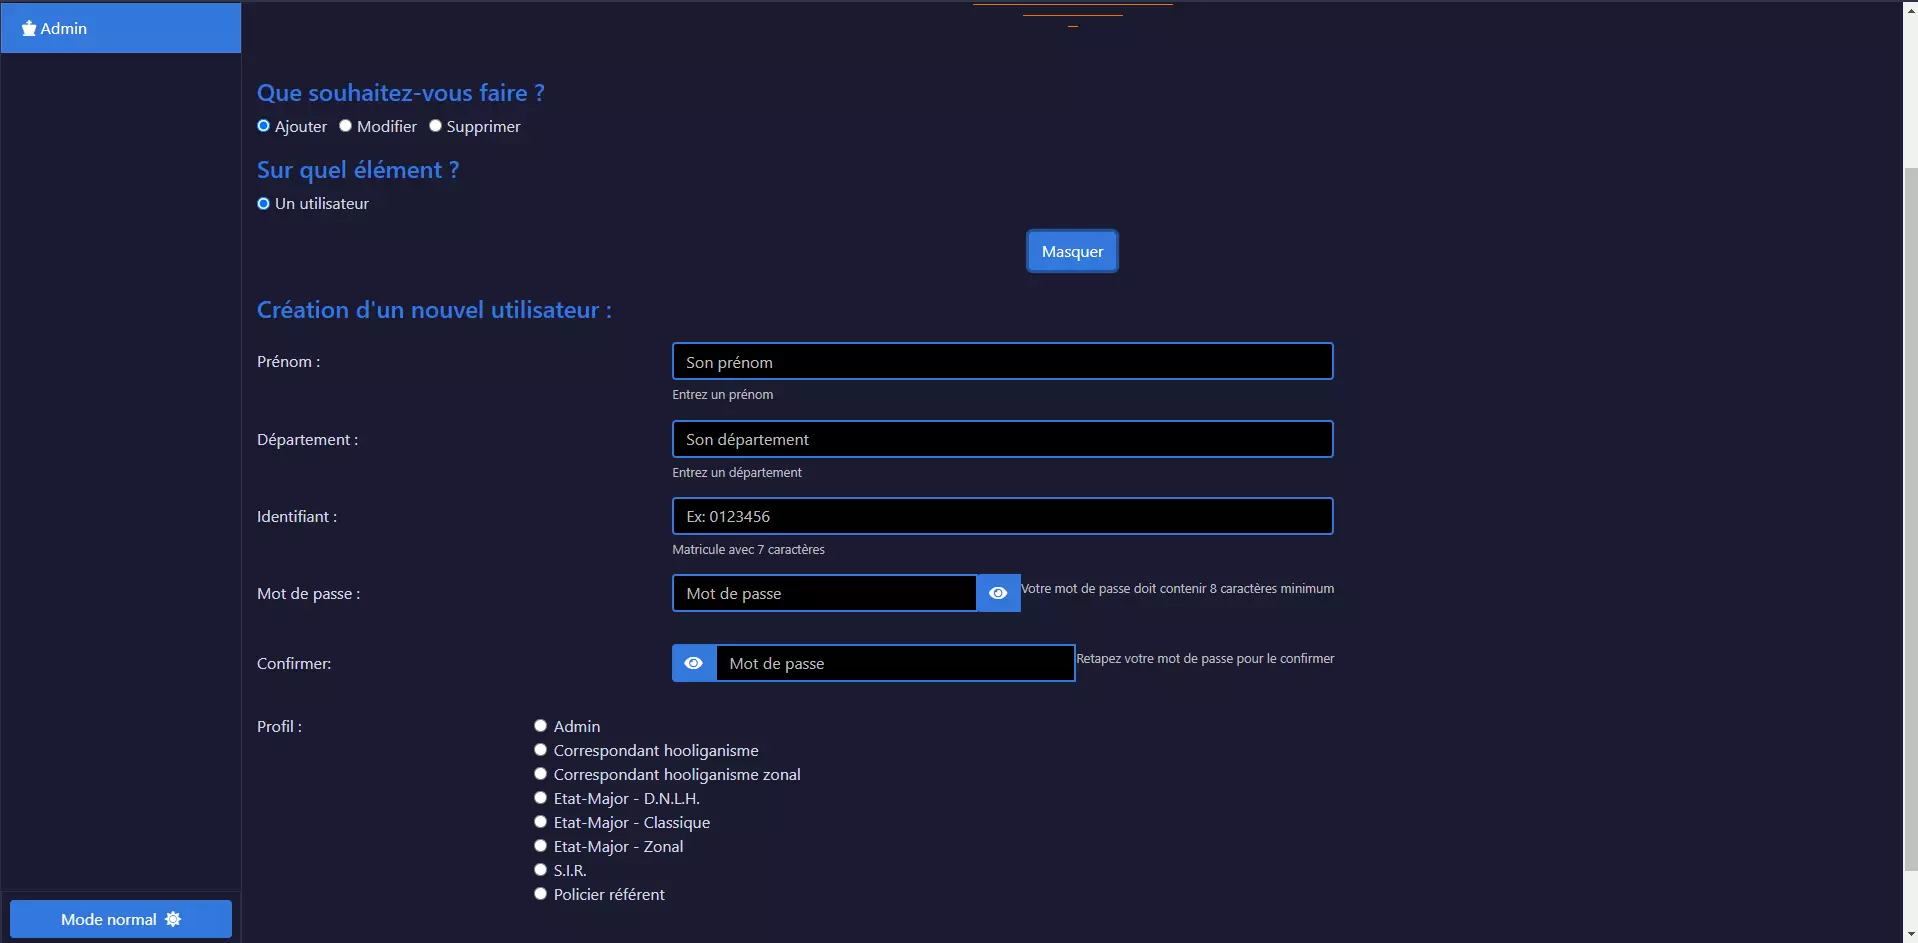 Admin
Que souhaitez-vous faire ?
Ajouter Modifier Supprimer
Sur quel élément ?
Un utilisateur
Masquer
Création d'un nouvel utilisateur :
Prénom :
Son prénom
Entrez un prénom
Département :
Son département
Entrez un département
Identifiant :
Ex: 0123456
Matricule avec 7 caractères
Mot de passe :
Mot de passe
Votre mot de passe doit contenir 8 caractères minimum
Confirmer:
Mot de passe
Retapez votre mot de passe pour le confirmer
Profil :
Admin
Correspondant hooliganisme
Correspondant hooliganisme zonal
Etat-Major - D.N.L.H.
Etat-Major - Classique
Etat-Major - Zonal
S.I.R.
Policier référent
Mode normal